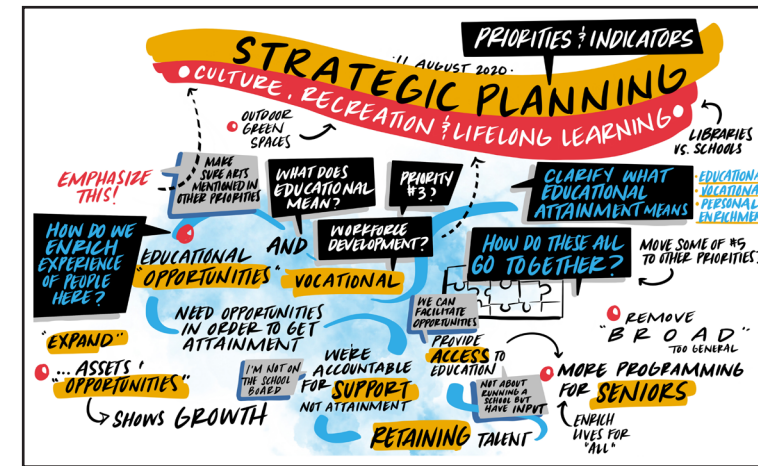 PRIORITIES & INDICATORS
STRATEGIC PLANNING
·11 AUGUST 2020·
CULTURE, RECREATION & LIFELONG LEARNING
OUTDOOR
GREEN
SPACES
LIBRARIES
VS. SCHOOLS
EMPHASIZE
THIS!
MAKE
SURE ARTS
MENTIONED IN
OTHER PRIORITIES
WHAT DOES
EDUCATIONAL
MEAN?
PRIORITY
#3?
WORKFORCE
DEVELOPMENT?
CLARIFY WHAT
EDUCATIONAL
ATTAINMENT MEANS
· EDUCATIONAL
· VOCATIONAL
· PERSONAL
ENRICHMENT
HOW DO WE
ENRICH
EXPERIENCE
OF PEOPLE
HERE?
EDUCATIONAL
"OPPORTUNITIES"
AND
VOCATIONAL
HOW DO THESE ALL
GO TOGETHER?
MOVE SOME OF #5
TO OTHER PRIORITIES
NEED OPPORTUNITIES
IN ORDER TO GET
ATTAINMENT
WE CAN
FACILITATE
OPPORTUNITIES
PROVIDE
ACCESS TO
EDUCATION
REMOVE
"BROAD"
TOO GENERAL
"EXPAND"
... ASSETS &
"OPPORTUNITIES"
SHOWS GROWTH
I'M NOT ON
THE SCHOOL
BOARD
WE'RE
ACCOUNTABLE
FOR SUPPORT
NOT ATTAINMENT
NOT ABOUT
RUNNING A
SCHOOL BUT
HAVE INPUT
MORE PROGRAMMING
FOR SENIORS
ENRICH
LIVES FOR
"ALL"
RETAINING TALENT